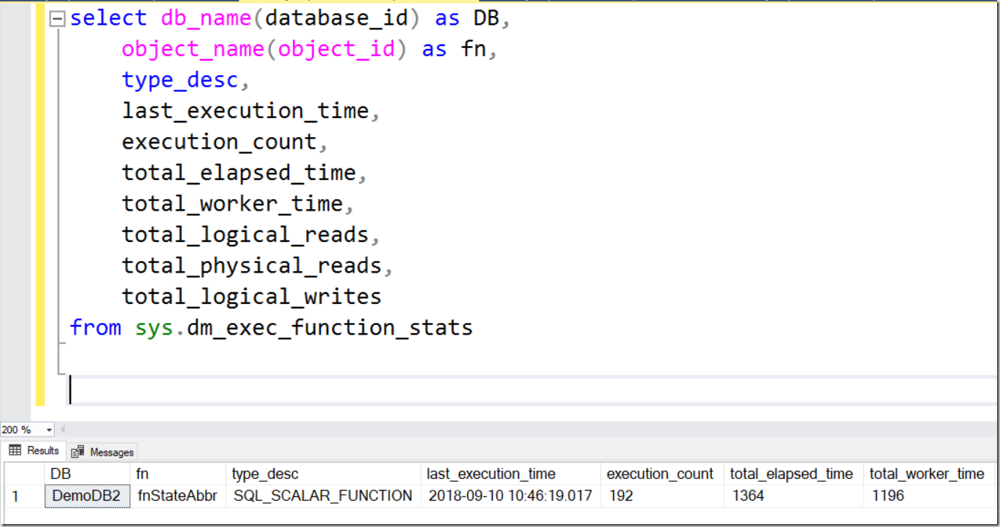 select db_name(database_id) as DB,
object_name(object_id) as fn,
type_desc,
last_execution_time,
execution_count,
total_elapsed_time,
total_worker_time,
total_logical_reads,
total_physical_reads,
total_logical_writes
from sys.dm_exec_function_stats
200 %
Results Messages
DB fn type_desc last_execution_time execution_count total_elapsed_time total_worker_time
1 DemoDB2 fnStateAbbr SQL_SCALAR_FUNCTION 2018-09-10 10:46:19.017 192 1364 1196